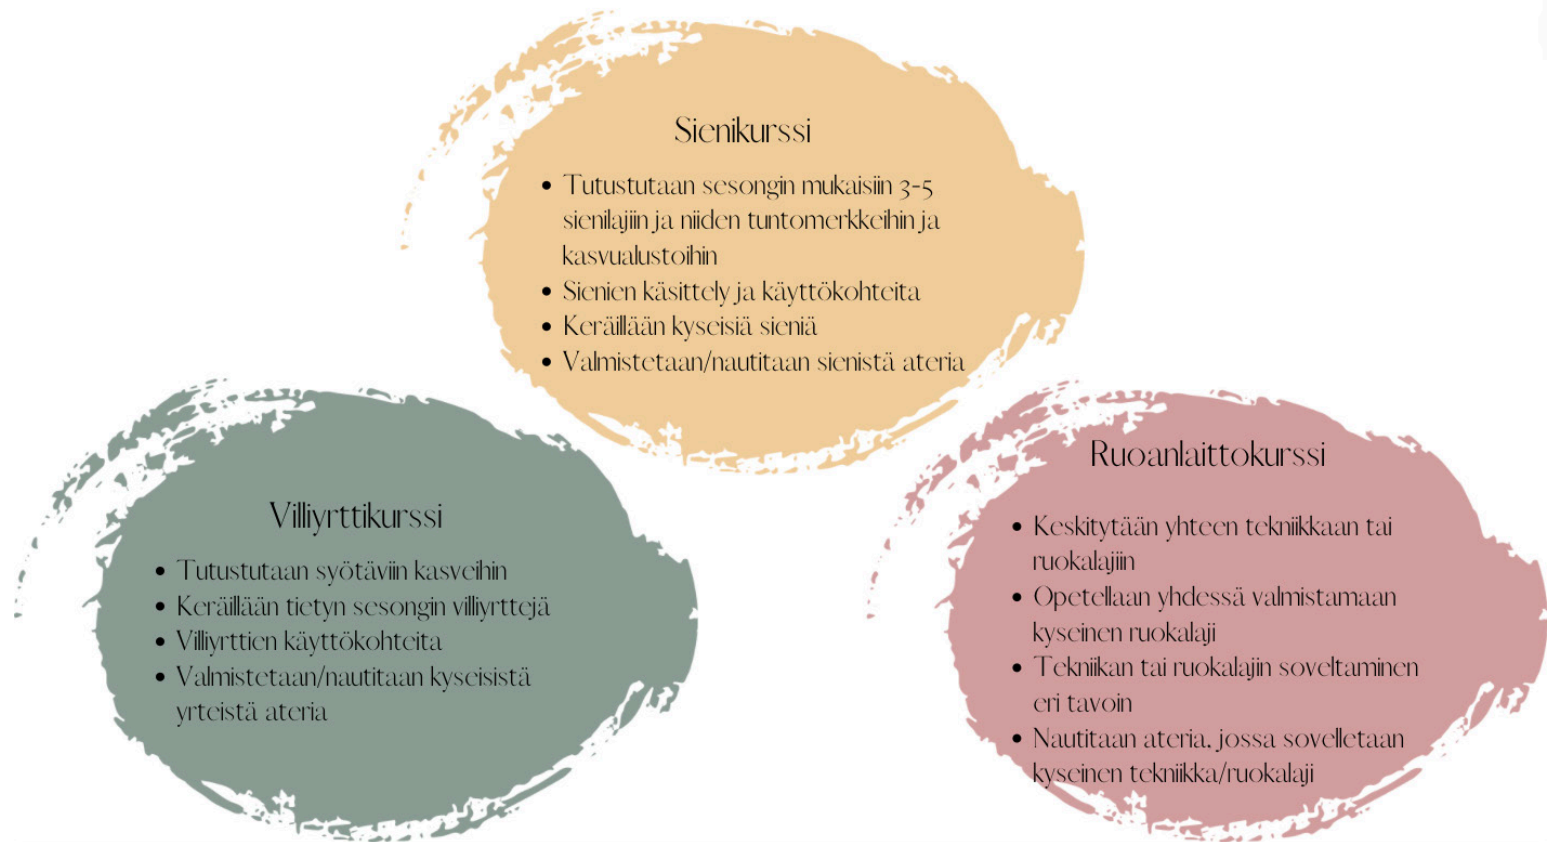 Sienikurssi
• Tutustutaan sesongin mukaisiin 3-5
sienilajiin ja niiden tuntomerkkeihin ja
kasvualustoihin
• Sienien käsittely ja käyttökohteita
• Keräillään kyseisiä sieniä
• Valmistetaan/nautitaan sienistä ateria
Villiyrttikurssi
• Tutustutaan syötäviin kasveihin
• Keräillään tietyn sesongin villiyrttejä
• Villiyrttien käyttökohteita
• Valmistetaan/nautitaan kyseisistä
yrteistä ateria
Ruoanlaittokurssi
• Keskitytään yhteen tekniikkaan tai
ruokalajiin
• Opetellaan yhdessä valmistamaan
kyseinen ruokalaji
• Tekniikan tai ruokalajin soveltaminen
eri tavoin
• Nautitaan ateria, jossa sovelletaan
kyseinen tekniikka/ruokalaji